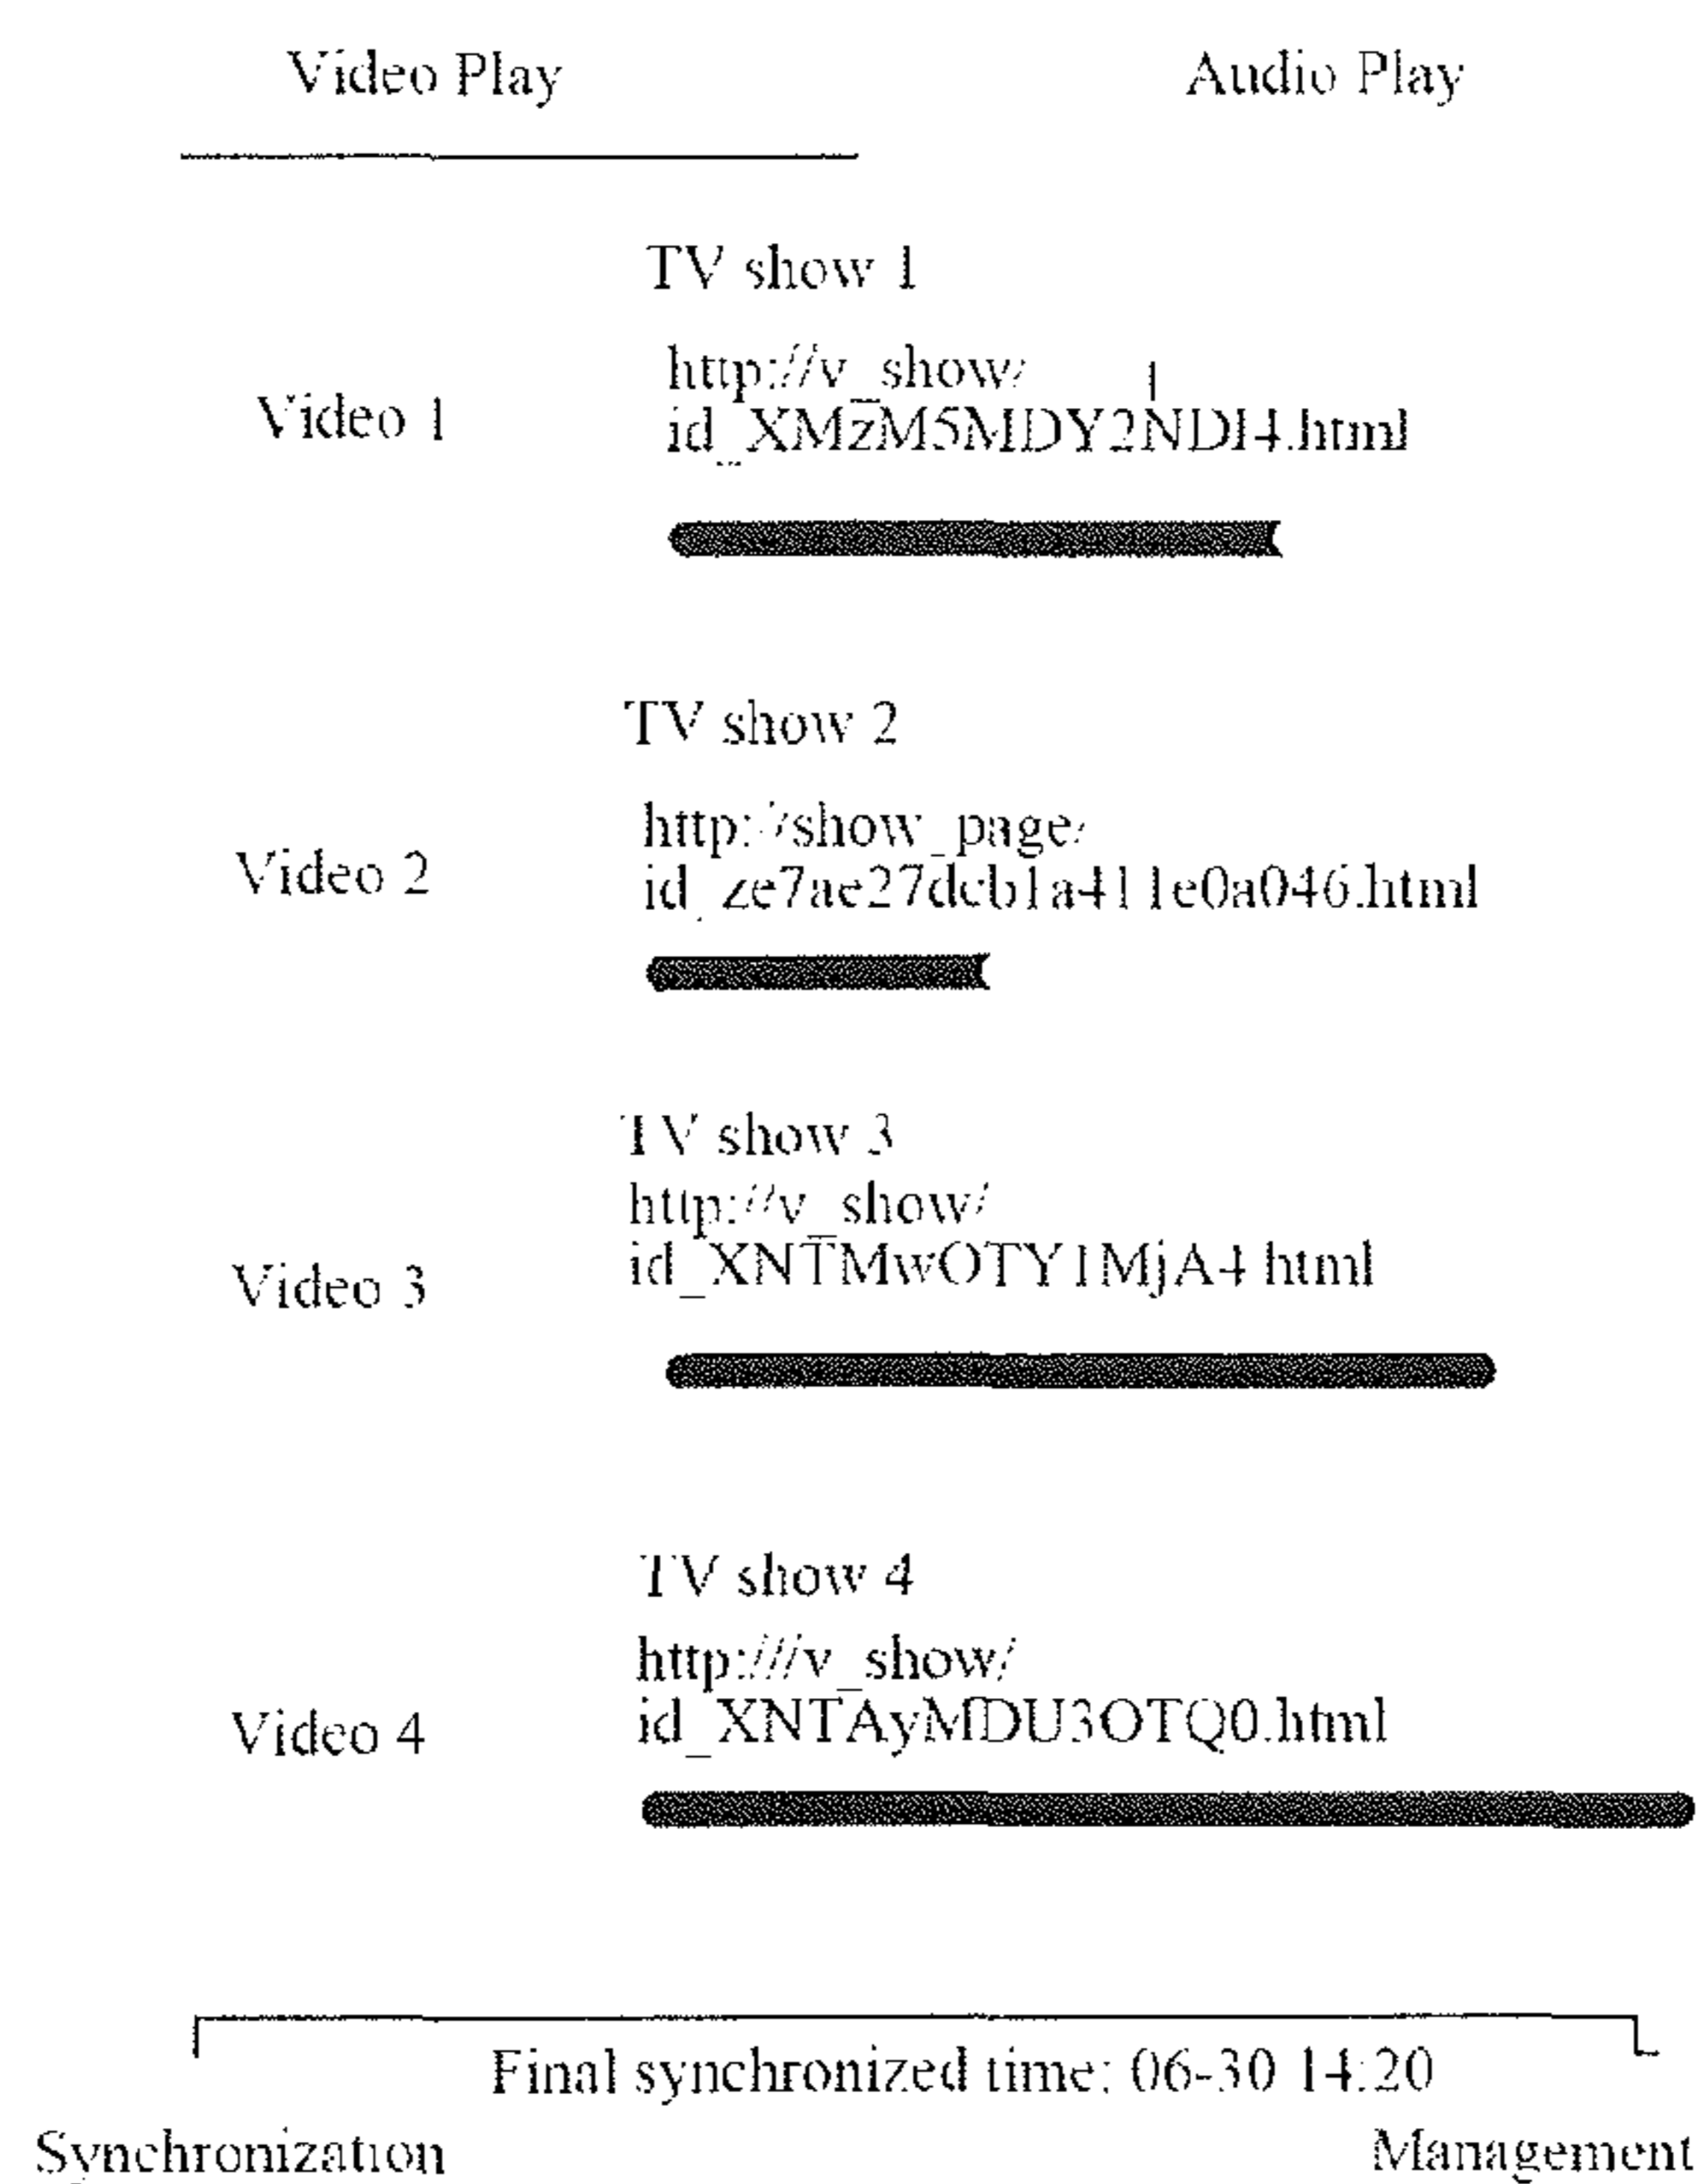 Video Play Audio Play
TV show 1
http://v_show/
Video 1
id_XMzM5MDY2NDI4.html
TV show 2
http://show_page/
Video 2
id_ze7ae27dcb1a411e0a046.html
TV show 3
http://v_show/
Video 3
id_XNTMwOTY1MjA4.html
TV show 4
http:///v_show/
Video 4
id_XNTAyMDU3OTQ0.html
Final synchronized time: 06-30 14:20
Synchronization Management